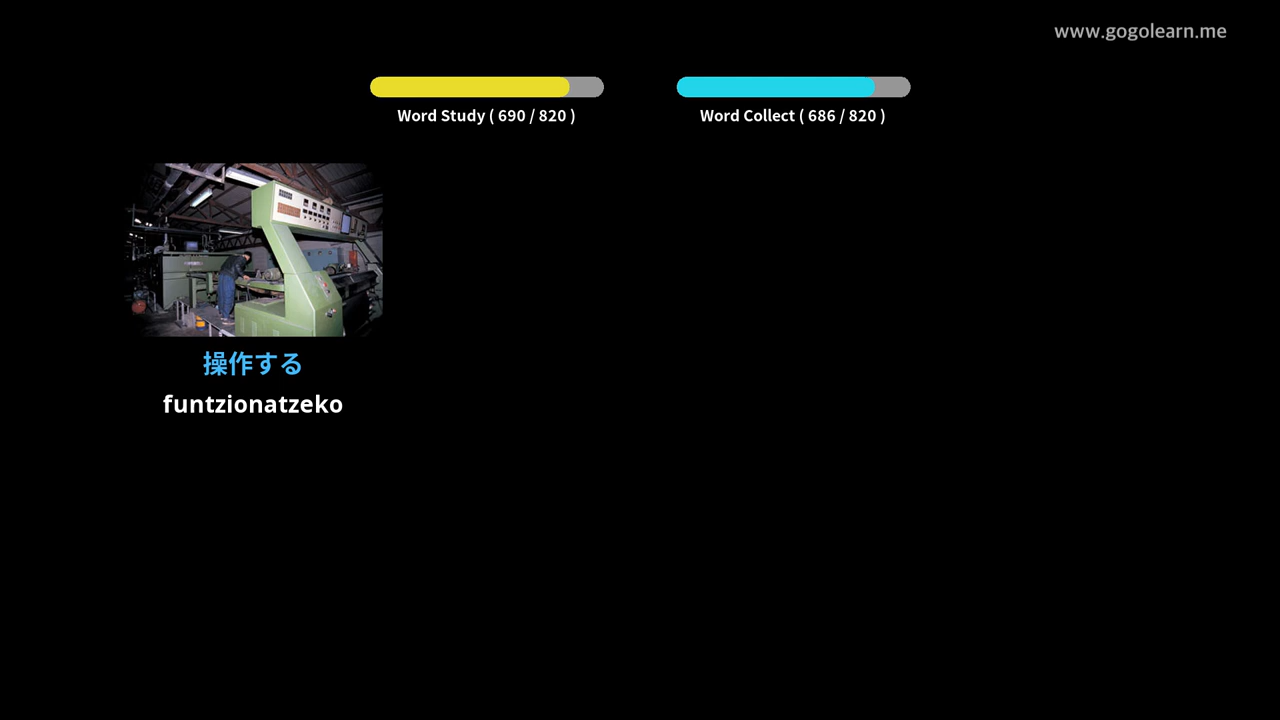 www.gogolearn.me
Word Study ( 690 / 820 )
Word Collect ( 686 / 820 )
操作する
funtzionatzeko